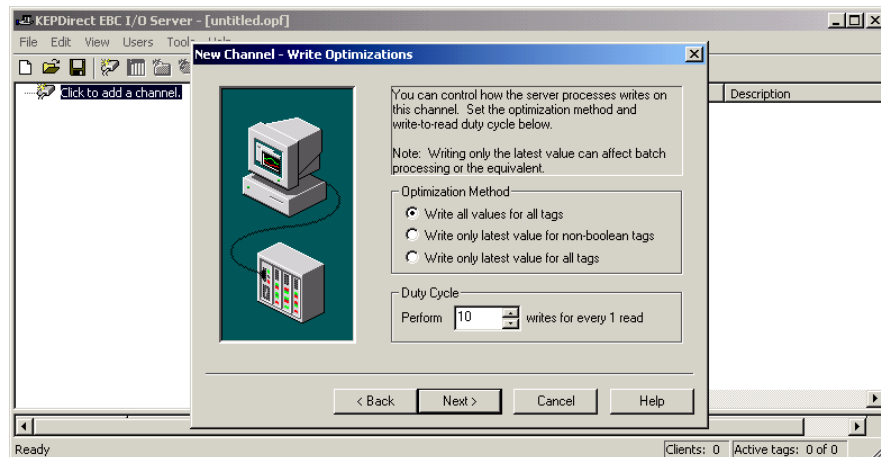 KEPDirect EBC I/O Server - [untitled.opf]
File Edit View Users
New Channel - Write Optimizations
Click to add a channel.
Description
You can control how the server processes writes on
this channel. Set the optimization method and
write-to-read duty cycle below.
Note: Writing only the latest value can affect batch
processing or the equivalent.
Optimization Method
Write all values for all tags
Write only latest value for non-boolean tags
Write only latest value for all tags
Duty Cycle
Perform 10 writes for every 1 read
< Back Next > Cancel Help
Ready Clients: 0 Active tags: 0 of 0